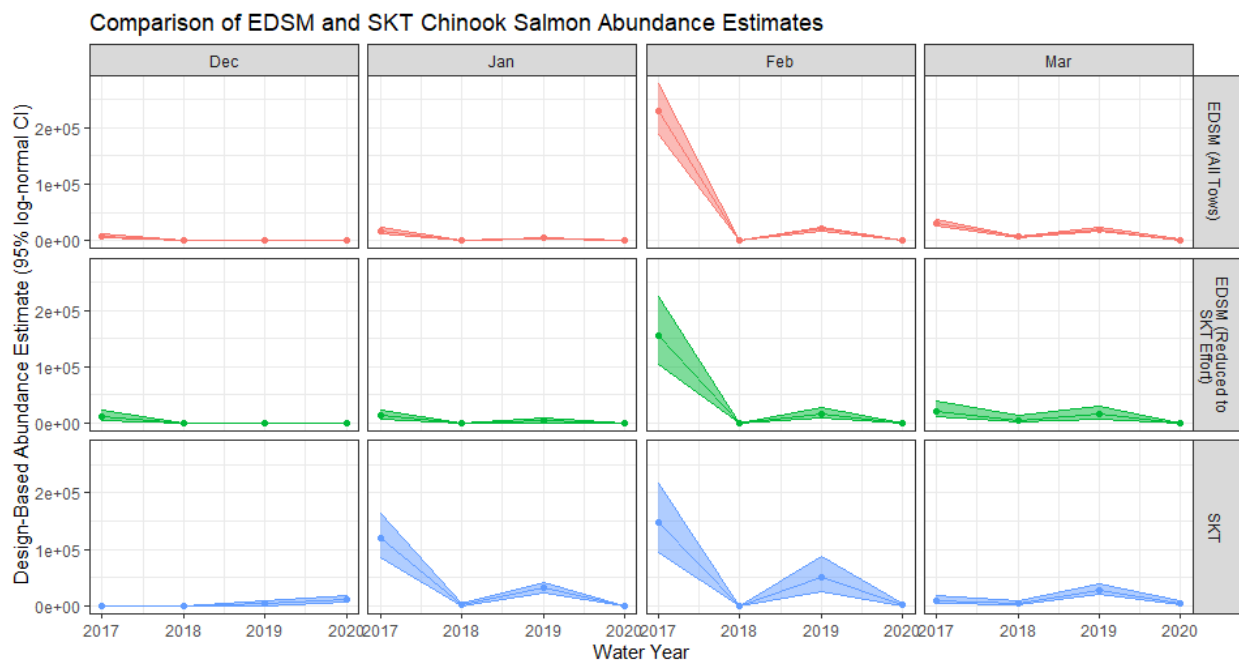 Comparison of EDSM and SKT Chinook Salmon Abundance Estimates
Dec
Jan
Feb
Mar
Design-Based Abundance Estimate (95% log-normal CI)
2e+05
1e+05
0e+00
EDSM (All Tows)
2e+05
1e+05
0e+00
EDSM (Reduced to
SKT Effort)
2e+05
1e+05
0e+00
SKT
2017 2018 2019 2020
2017 2018 2019 2020
2017 2018 2019 2020
2017 2018 2019 2020
Water Year